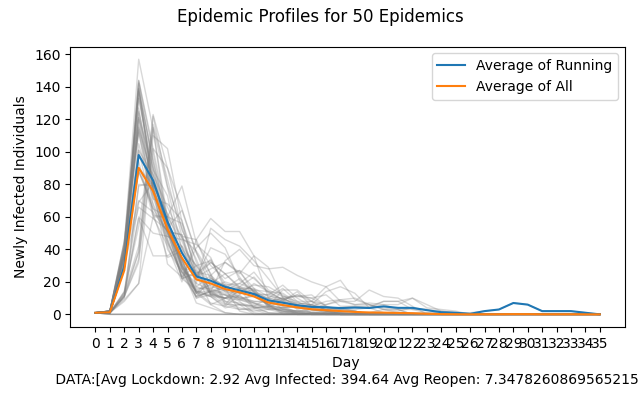 Epidemic Profiles for 50 Epidemics
Average of Running
Average of All
Newly Infected Individuals
160
140
120
100
80
60
40
20
0
0 1 2 3 4 5 6 7 8 9 10 11 12 13 14 15 16 17 18 19 20 21 22 23 24 25 26 27 28 29 30 31 32 33 34 35
Day
DATA:[Avg Lockdown: 2.92 Avg Infected: 394.64 Avg Reopen: 7.3478260869565215